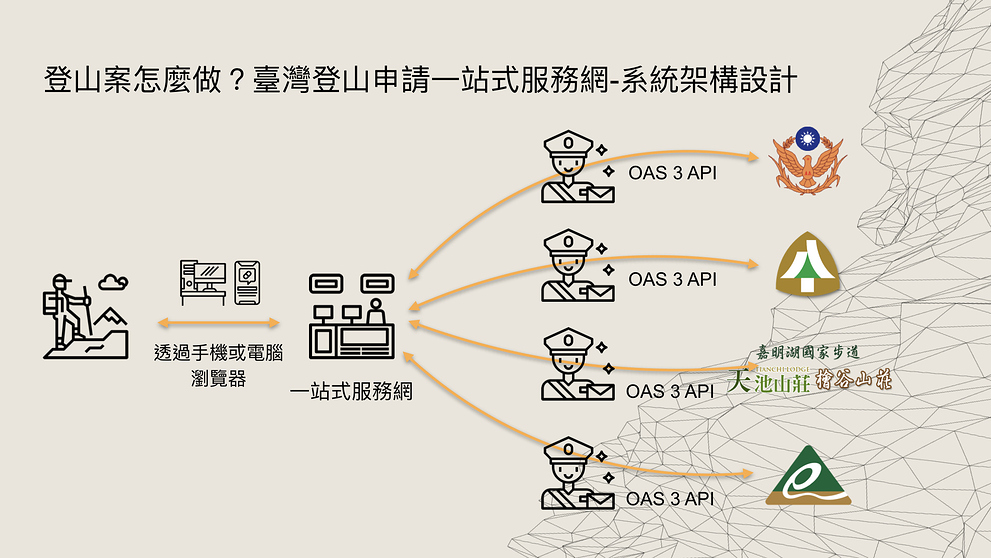 登山案怎麼做？臺灣登山申請一站式服務網-系統架構設計
OAS 3 API
OAS 3 API
透過手機或電腦
瀏覽器
一站式服務網
嘉明湖國家步道
TIANCHI LODGE
天池山莊 檜谷山莊
OAS 3 API
OAS 3 API